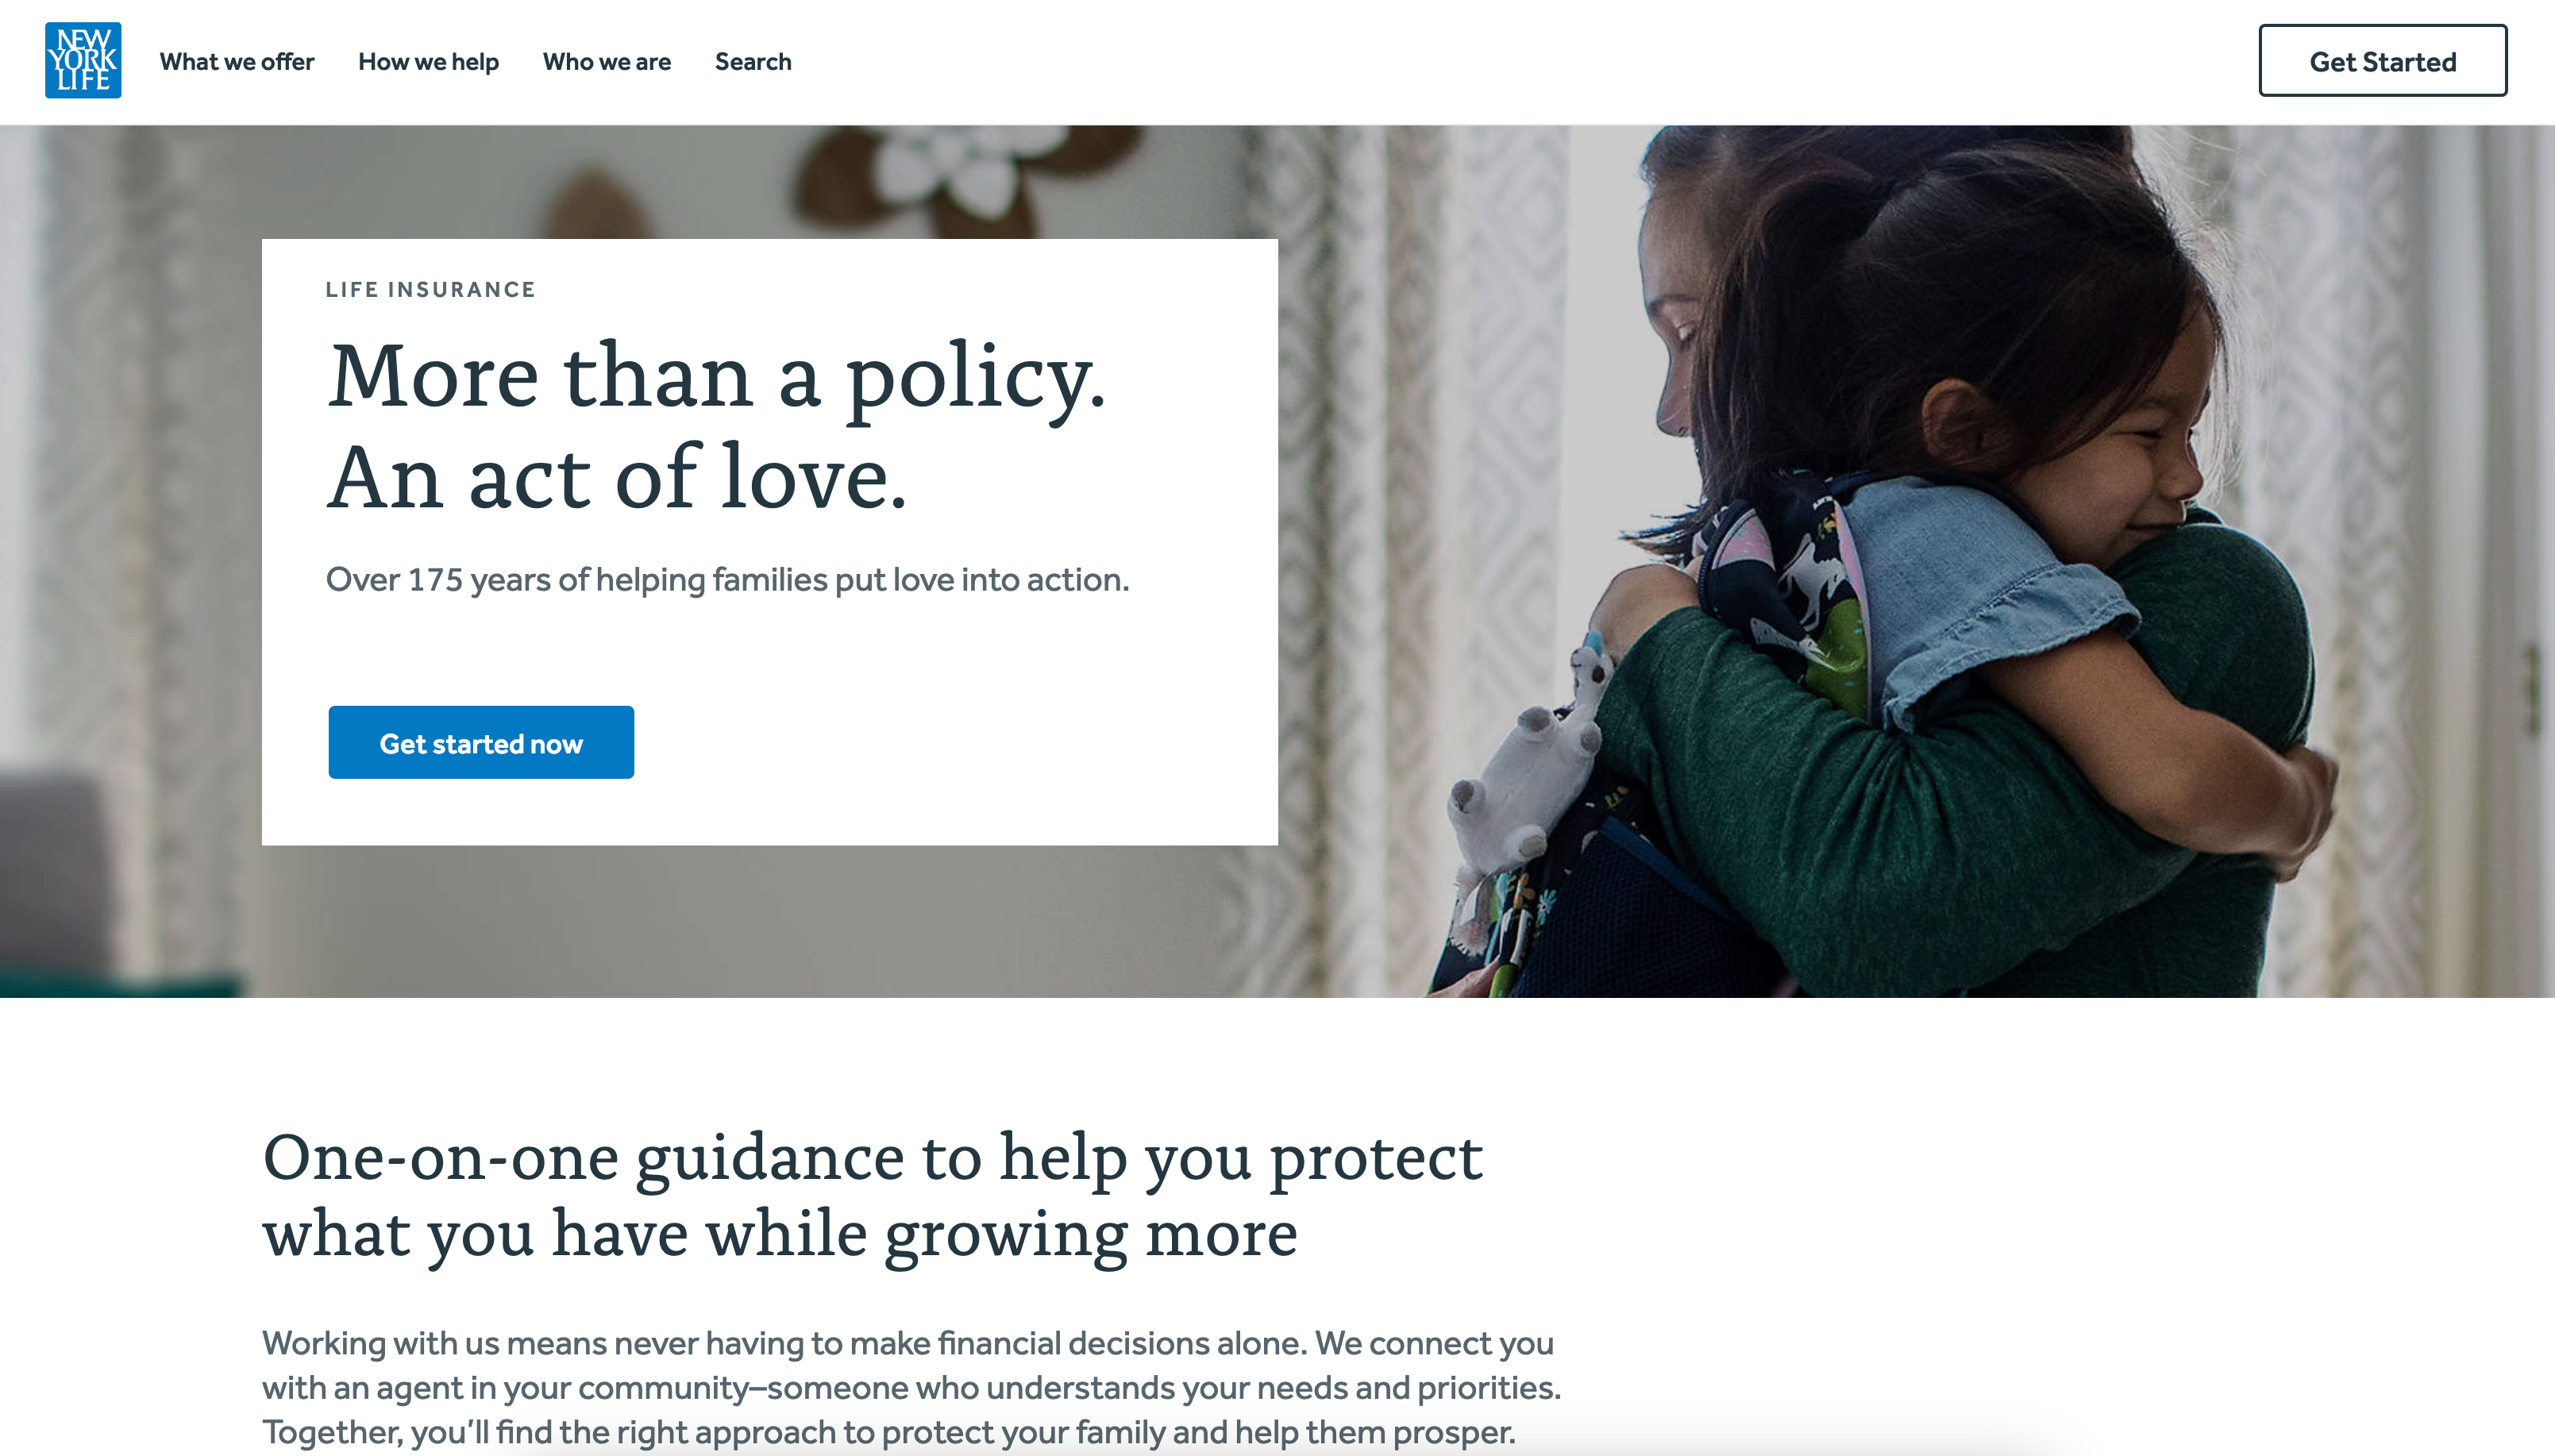 NEW
YORK
LIFE
What we offer
How we help
Who we are
Search
Get Started
LIFE INSURANCE
More than a policy.
An act of love.
Over 175 years of helping families put love into action.
Get started now
One-on-one guidance to help you protect
what you have while growing more
Working with us means never having to make financial decisions alone. We connect you
with an agent in your community–someone who understands your needs and priorities.
Together, you’ll find the right approach to protect your family and help them prosper.